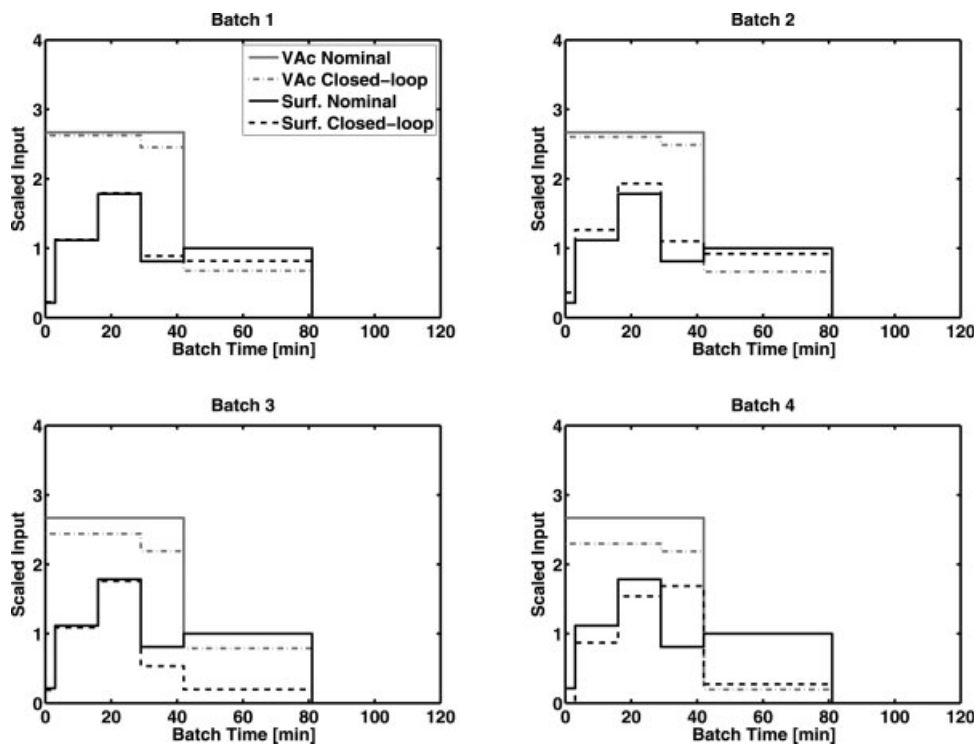 Batch 1
4
3
2
1
0
Scaled Input
VAc Nominal
VAc Closed-loop
Surf. Nominal
Surf. Closed-loop
0 20 40 60 80 100 120
Batch Time [min]
Batch 2
4
3
2
1
0
Scaled Input
0 20 40 60 80 100 120
Batch Time [min]
Batch 3
4
3
2
1
0
Scaled Input
0 20 40 60 80 100 120
Batch Time [min]
Batch 4
4
3
2
1
0
Scaled Input
0 20 40 60 80 100 120
Batch Time [min]